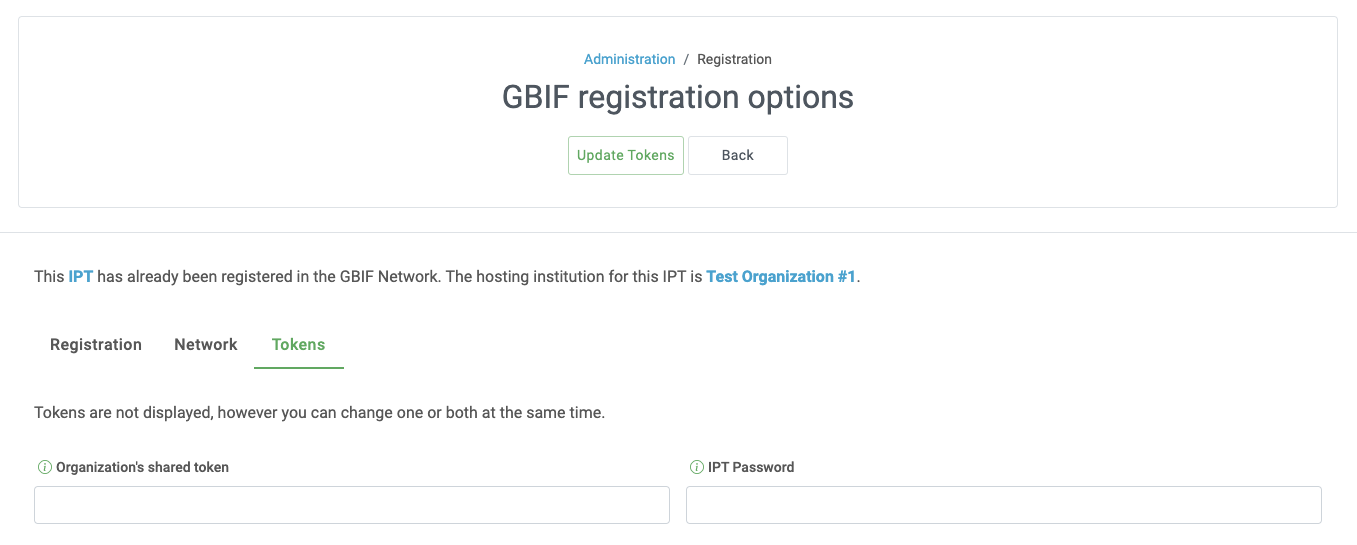 Administration / Registration
GBIF registration options
Update Tokens Back
This IPT has already been registered in the GBIF Network. The hosting institution for this IPT is Test Organization #1.
Registration Network Tokens
Tokens are not displayed, however you can change one or both at the same time.
Organization's shared token IPT Password